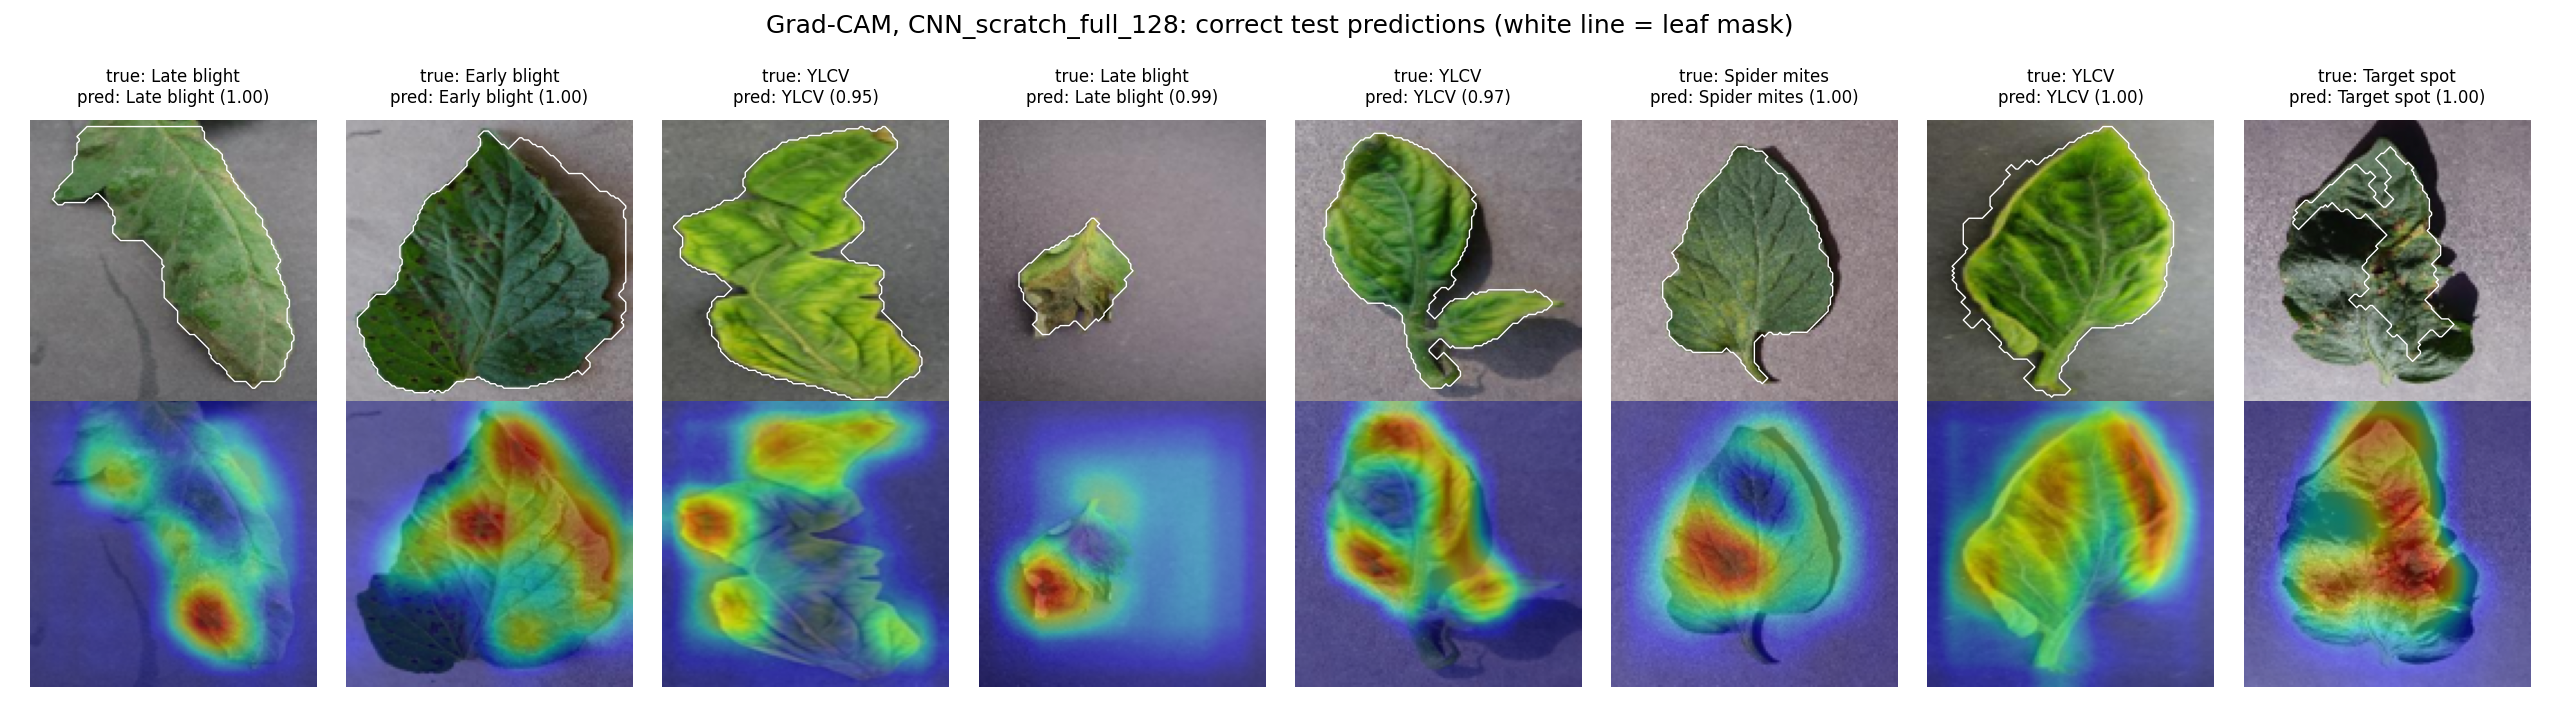 Grad-CAM, CNN_scratch_full_128: correct test predictions (white line = leaf mask)
true: Late blight
pred: Late blight (1.00)
true: Early blight
pred: Early blight (1.00)
true: YLCV
pred: YLCV (0.95)
true: Late blight
pred: Late blight (0.99)
true: YLCV
pred: YLCV (0.97)
true: Spider mites
pred: Spider mites (1.00)
true: YLCV
pred: YLCV (1.00)
true: Target spot
pred: Target spot (1.00)